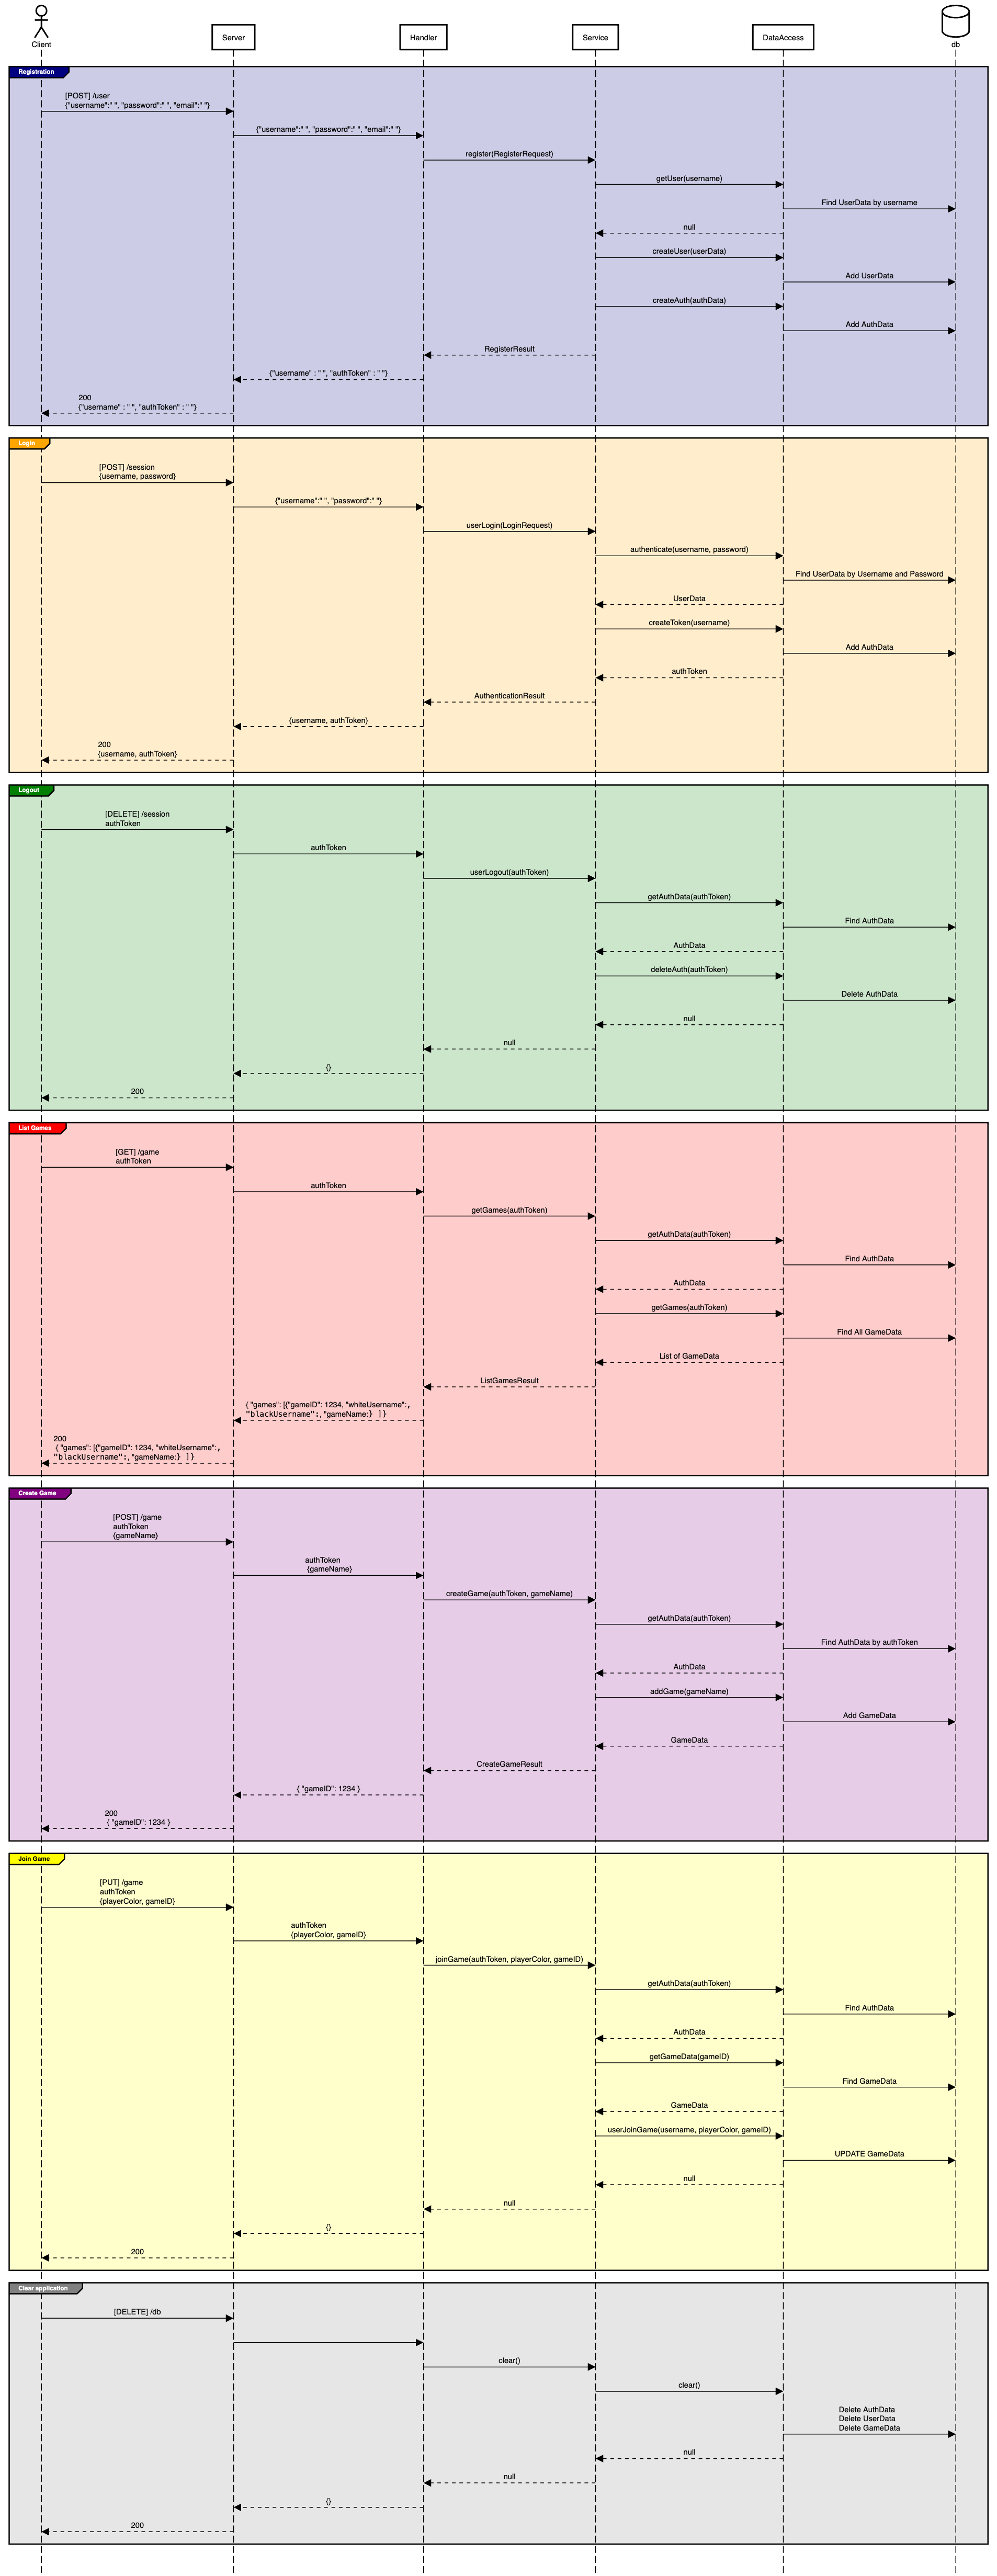 Client
Server
Handler
Service
DataAccess
db
Registration
[POST] /user
{"username":" ", "password":" ", "email":" "}
{"username":" ", "password":" ", "email":" "}
register(RegisterRequest)
getUser(username)
Find UserData by username
null
createUser(userData)
Add UserData
createAuth(authData)
Add AuthData
RegisterResult
{"username" : " ", "authToken" : " "}
200
{"username" : " ", "authToken" : " "}
Login
[POST] /session
{username, password}
{"username":" ", "password":" "}
userLogin(LoginRequest)
authenticate(username, password)
Find UserData by Username and Password
UserData
createToken(username)
Add AuthData
authToken
AuthenticationResult
{username, authToken}
200
{username, authToken}
Logout
[DELETE] /session
authToken
authToken
userLogout(authToken)
getAuthData(authToken)
Find AuthData
AuthData
deleteAuth(authToken)
Delete AuthData
null
null
{}
200
List Games
[GET] /game
authToken
authToken
getGames(authToken)
getAuthData(authToken)
Find AuthData
AuthData
getGames(authToken)
Find All GameData
List of GameData
ListGamesResult
{ "games": [{"gameID": 1234, "whiteUsername":,
"blackUsername":, "gameName:} ]}
200
{ "games": [{"gameID": 1234, "whiteUsername":,
"blackUsername":, "gameName:} ]}
Create Game
[POST] /game
authToken
{gameName}
authToken
{gameName}
createGame(authToken, gameName)
getAuthData(authToken)
Find AuthData by authToken
AuthData
addGame(gameName)
Add GameData
GameData
CreateGameResult
{ "gameID": 1234 }
200
{ "gameID": 1234 }
Join Game
[PUT] /game
authToken
{playerColor, gameID}
authToken
{playerColor, gameID}
joinGame(authToken, playerColor, gameID)
getAuthData(authToken)
Find AuthData
AuthData
getGameData(gameID)
Find GameData
GameData
userJoinGame(username, playerColor, gameID)
UPDATE GameData
null
null
{}
200
Clear application
[DELETE] /db
clear()
clear()
Delete AuthData
Delete UserData
Delete GameData
null
null
{}
200